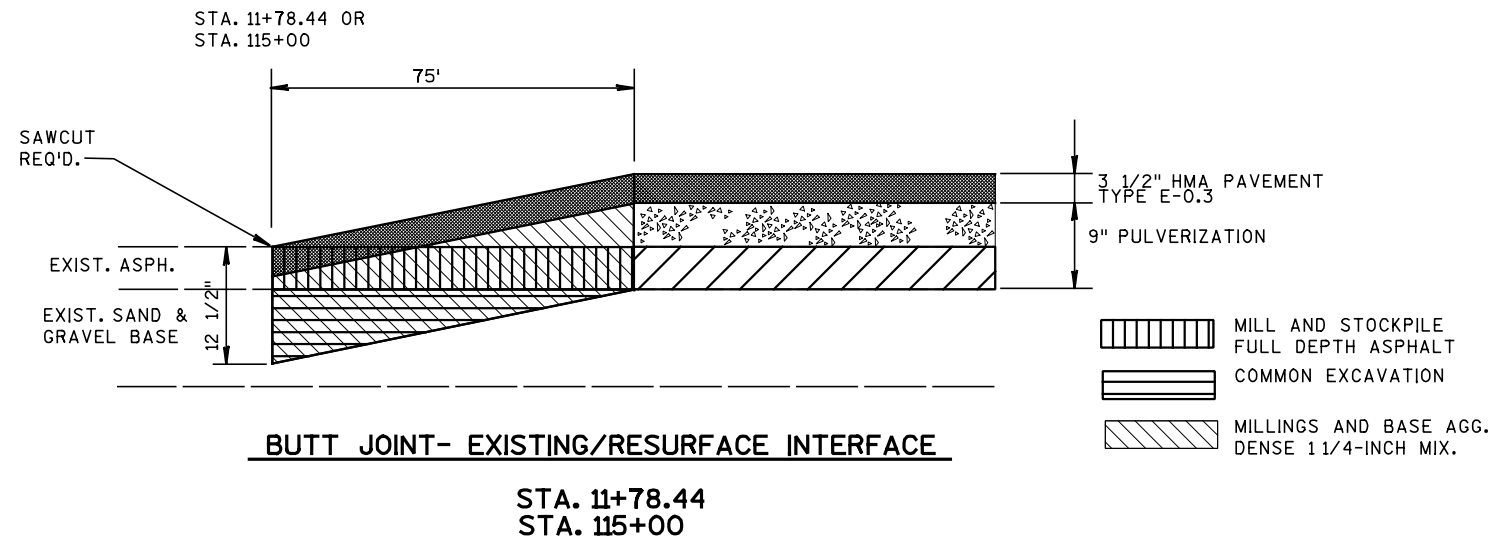 STA. 11+78.44 OR
STA. 115+00
75'
SAWCUT
REQ'D.
3 1/2" HMA PAVEMENT
TYPE E-0.3
9" PULVERIZATION
EXIST. ASPH.
EXIST. SAND &
GRAVEL BASE
12 1/2"
MILL AND STOCKPILE
FULL DEPTH ASPHALT
COMMON EXCAVATION
MILLINGS AND BASE AGG.
DENSE 1 1/4-INCH MIX.
BUTT JOINT- EXISTING/RESURFACE INTERFACE
STA. 11+78.44
STA. 115+00